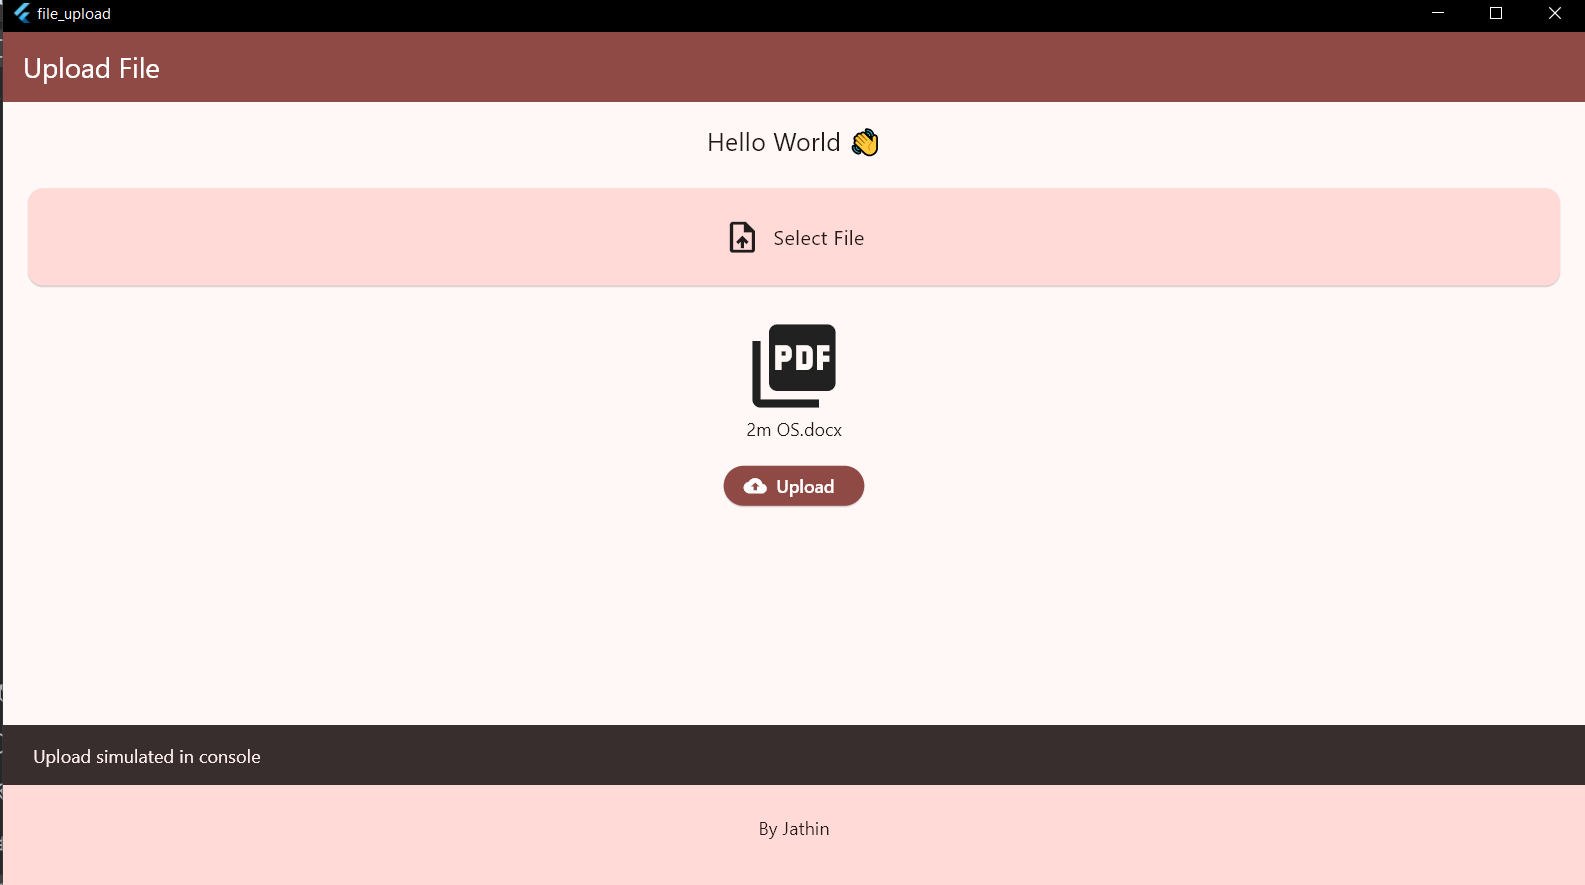 file_upload
Upload File
Hello World 👋
Select File
PDF
2m OS.docx
Upload
Upload simulated in console
By Jathin